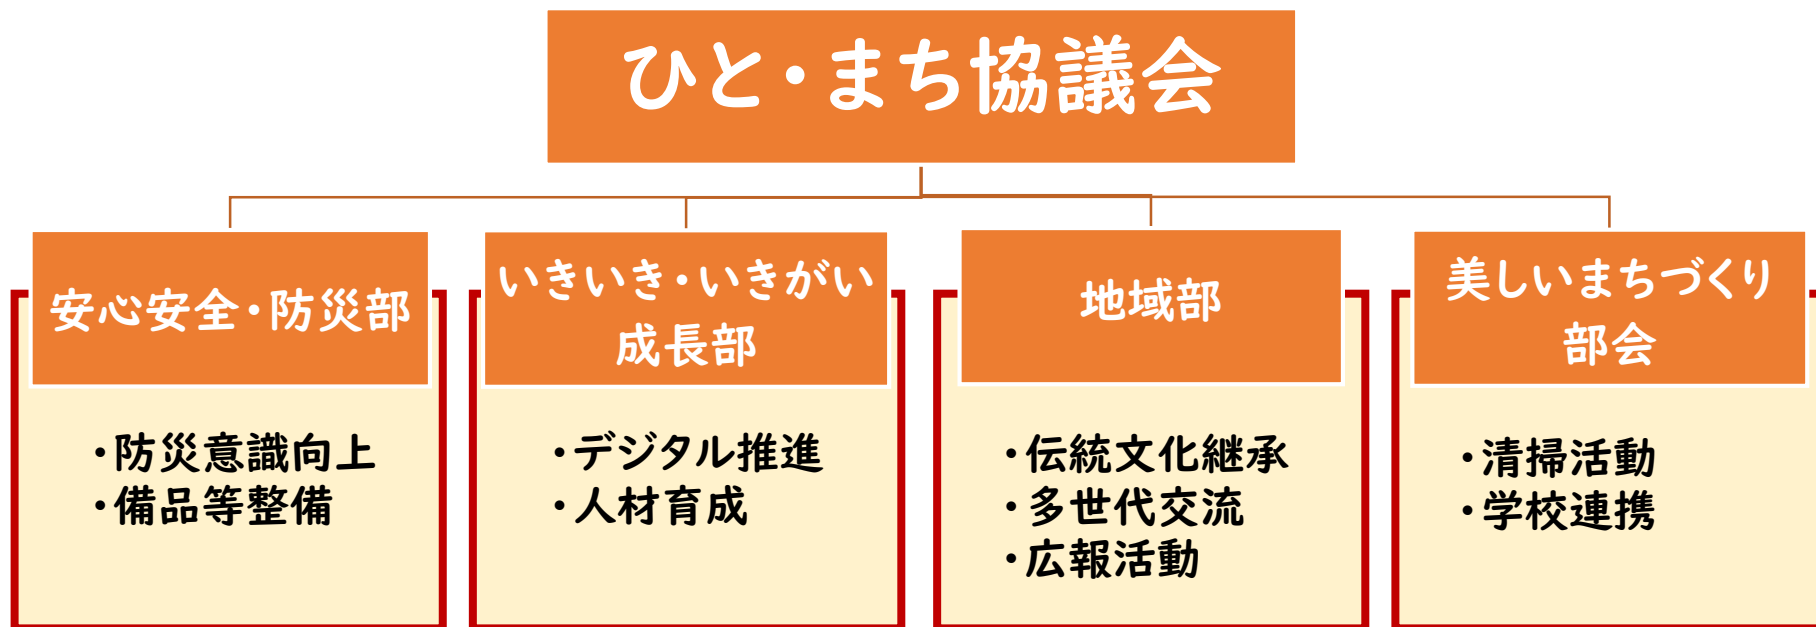 ひと・まち協議会
安心安全・防災部
・防災意識向上
・備品等整備
いきいき・いきがい
成長部
・デジタル推進
・人材育成
地域部
・伝統文化継承
・多世代交流
・広報活動
美しいまちづくり
部会
・清掃活動
・学校連携